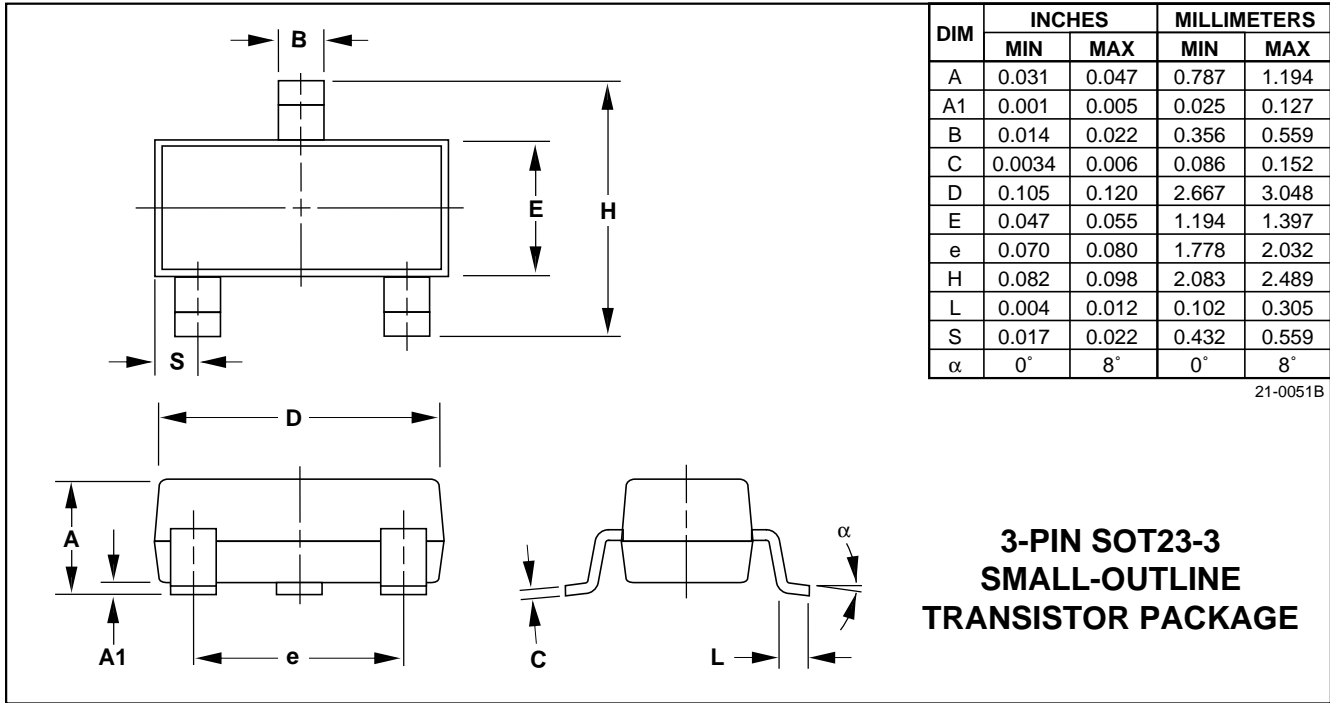 B
E
H
S
D
A
A1
e
C
L
α
DIM INCHES MILLIMETERS
MIN MAX MIN MAX
A 0.031 0.047 0.787 1.194
A1 0.001 0.005 0.025 0.127
B 0.014 0.022 0.356 0.559
C 0.0034 0.006 0.086 0.152
D 0.105 0.120 2.667 3.048
E 0.047 0.055 1.194 1.397
e 0.070 0.080 1.778 2.032
H 0.082 0.098 2.083 2.489
L 0.004 0.012 0.102 0.305
S 0.017 0.022 0.432 0.559
α 0° 8° 0° 8°
21-0051B
3-PIN SOT23-3
SMALL-OUTLINE
TRANSISTOR PACKAGE